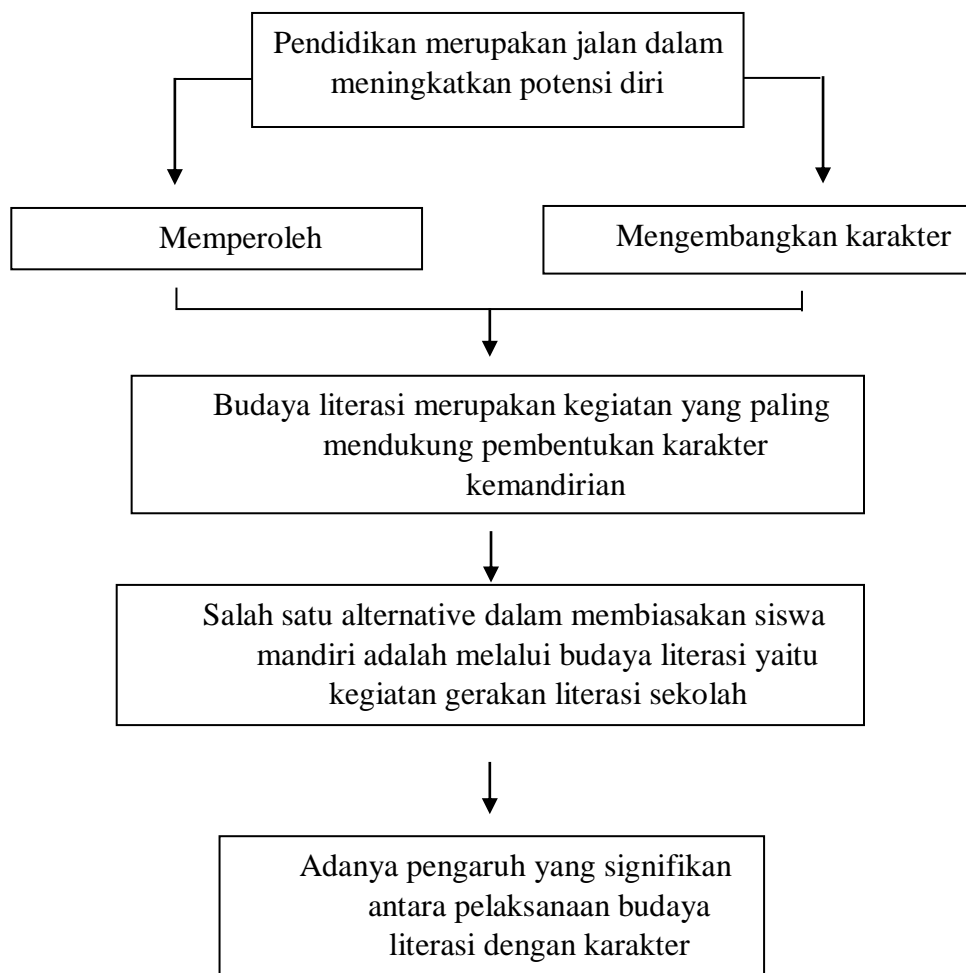 Pendidikan merupakan jalan dalam
meningkatkan potensi diri
Memperoleh
Mengembangkan karakter
Budaya literasi merupakan kegiatan yang paling
mendukung pembentukan karakter
kemandirian
Salah satu alternative dalam membiasakan siswa
mandiri adalah melalui budaya literasi yaitu
kegiatan gerakan literasi sekolah
Adanya pengaruh yang signifikan
antara pelaksanaan budaya
literasi dengan karakter